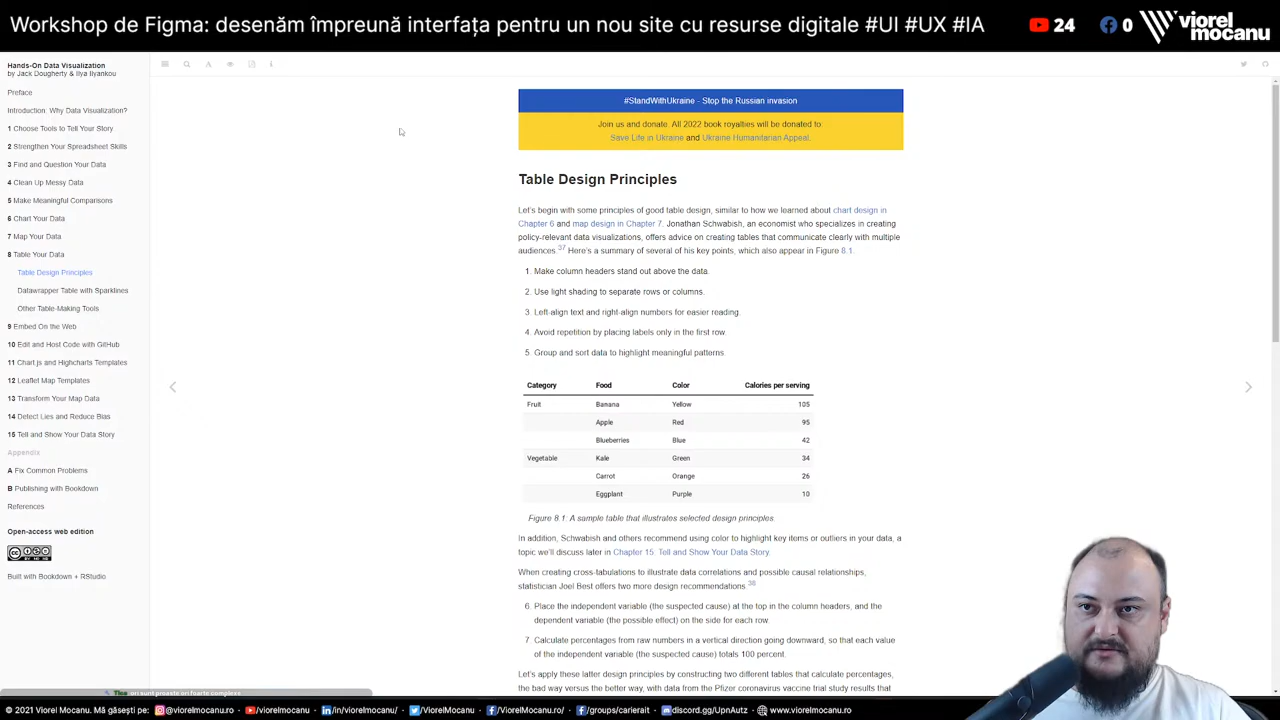 Workshop de Figma: desenăm împreună interfața pentru un nou site cu resurse digitale #UI #UX #IA
24
0
viorel
mocanu
Hands-On Data Visualization
by Jack Dougherty & Ilya Ilyankou
Preface
Introduction: Why Data Visualization?
1 Choose Tools to Tell Your Story
2 Strengthen Your Spreadsheet Skills
3 Find and Question Your Data
4 Clean Up Messy Data
5 Make Meaningful Comparisons
6 Chart Your Data
7 Map Your Data
8 Table Your Data
Table Design Principles
Datawrapper Table with Sparklines
Other Table-Making Tools
9 Embed On the Web
10 Edit and Host Code with GitHub
11 Chart.js and Highcharts Templates
12 Leaflet Map Templates
13 Transform Your Map Data
14 Detect Lies and Reduce Bias
15 Tell and Show Your Data Story
Appendix
A Fix Common Problems
B Publishing with Bookdown
References
Open-access web edition
Built with Bookdown + RStudio
#StandWithUkraine - Stop the Russian invasion
Join us and donate. All 2022 book royalties will be donated to:
Save Life in Ukraine and Ukraine Humanitarian Appeal.
Table Design Principles
Let's begin with some principles of good table design, similar to how we learned about chart design in
Chapter 6 and map design in Chapter 7. Jonathan Schwabish, an economist who specializes in creating
policy-relevant data visualizations, offers advice on creating tables that communicate clearly with multiple
audiences.37 Here's a summary of several of his key points, which also appear in Figure 8.1.
1. Make column headers stand out above the data.
2. Use light shading to separate rows or columns.
3. Left-align text and right-align numbers for easier reading.
4. Avoid repetition by placing labels only in the first row.
5. Group and sort data to highlight meaningful patterns.
Category Food Color Calories per serving
Fruit Banana Yellow 105
Apple Red 95
Blueberries Blue 42
Vegetable Kale Green 34
Carrot Orange 26
Eggplant Purple 10
Figure 8.1: A sample table that illustrates selected design principles.
In addition, Schwabish and others recommend using color to highlight key items or outliers in your data, a
topic we'll discuss later in Chapter 15: Tell and Show Your Data Story.
When creating cross-tabulations to illustrate data correlations and possible causal relationships,
statistician Joel Best offers two more design recommendations.38
6. Place the independent variable (the suspected cause) at the top in the column headers, and the
dependent variable (the possible effect) on the side for each row.
7. Calculate percentages from raw numbers in a vertical direction going downward, so that each value
of the independent variable (the suspected cause) totals 100 percent.
Let's apply these latter design principles by constructing two different tables that calculate percentages,
the bad way versus the better way, with data from the Pfizer coronavirus vaccine trial study results that
© 2021 Viorel Mocanu. Mă găsești pe: @viorelmocanu.ro /viorelmocanu /in/viorelmocanu/ /ViorelMocanu /ViorelMocanu.ro/ /groups/carierait discord.gg/UpnAutz www.viorelmocanu.ro